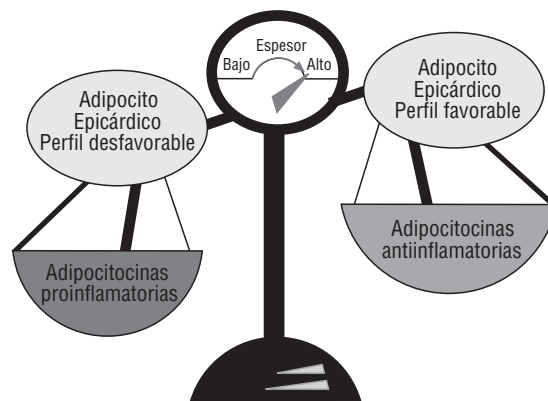 Espesor
Bajo
Alto
Adipocito
Epicárdico
Perfil desfavorable
Adipocito
Epicárdico
Perfil favorable
Adipocitocinas
proinflamatorias
Adipocitocinas
antiinflamatorias